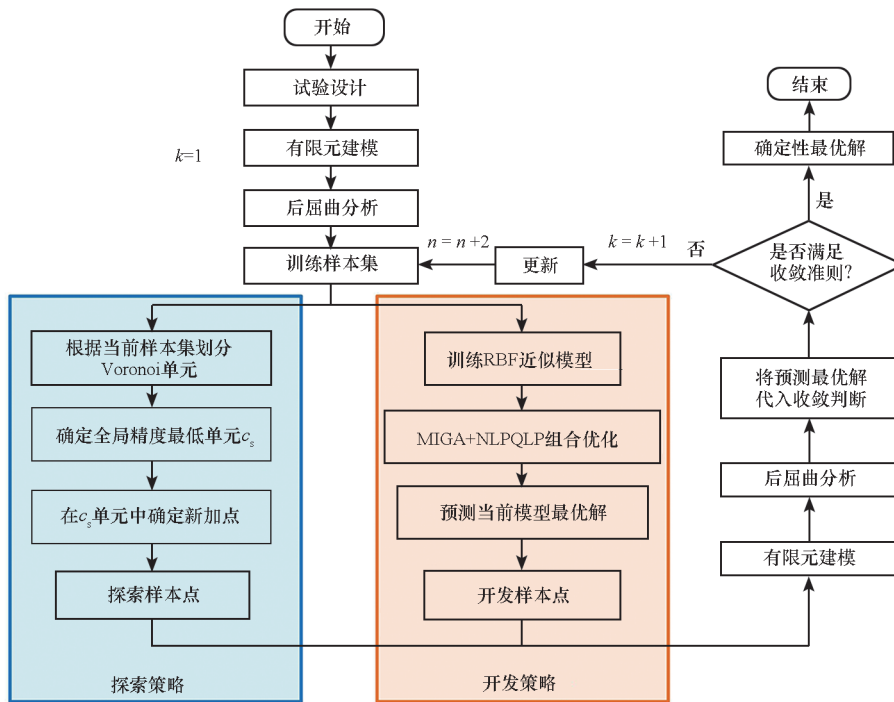 开始
试验设计
有限元建模
k=1
后屈曲分析
训练样本集
n = n+2
更新
k = k+1
否
是否满足
收敛准则?
是
确定性最优解
结束
根据当前样本集划分
Voronoi单元
确定全局精度最低单元cs
在cs单元中确定新加点
探索样本点
探索策略
训练RBF近似模型
MIGA+NLPQLP组合优化
预测当前模型最优解
开发样本点
开发策略
将预测最优解
代入收敛判断
后屈曲分析
有限元建模